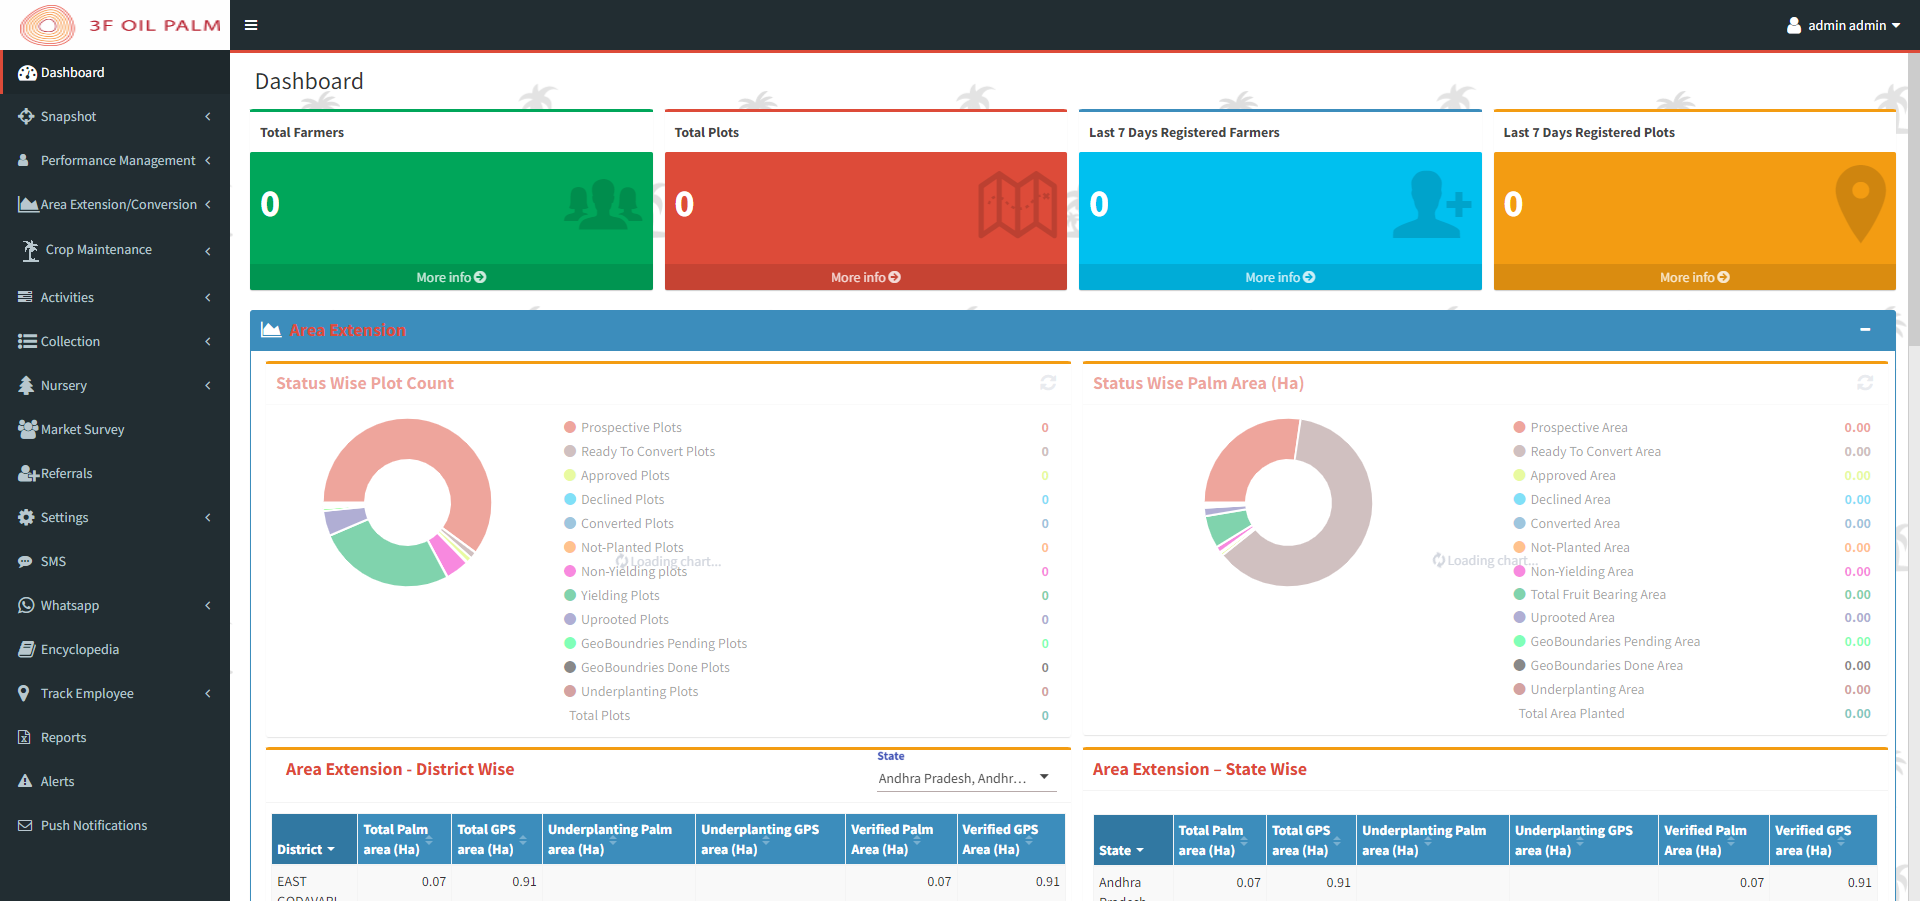 3F OIL PALM
admin admin
Dashboard
Snapshot
Performance Management
Area Extension/Conversion
Crop Maintenance
Activities
Collection
Nursery
Market Survey
Referrals
Settings
SMS
Whatsapp
Encyclopedia
Track Employee
Reports
Alerts
Push Notifications
Dashboard
Total Farmers
0
More info
Total Plots
0
More info
Last 7 Days Registered Farmers
0
More info
Last 7 Days Registered Plots
0
More info
Area Extension
Status Wise Plot Count
Prospective Plots 0
Ready To Convert Plots 0
Approved Plots 0
Declined Plots 0
Converted Plots 0
Not-Planted Plots 0
Loading chart...
Non-Yielding plots 0
Yielding Plots 0
Uprooted Plots 0
GeoBoundries Pending Plots 0
GeoBoundries Done Plots 0
Underplanting Plots 0
Total Plots 0
Status Wise Palm Area (Ha)
Prospective Area 0.00
Ready To Convert Area 0.00
Approved Area 0.00
Declined Area 0.00
Converted Area 0.00
Not-Planted Area 0.00
Loading chart...
Non-Yielding Area 0.00
Total Fruit Bearing Area 0.00
Uprooted Area 0.00
GeoBoundaries Pending Area 0.00
GeoBoundaries Done Area 0.00
Underplanting Area 0.00
Total Area Planted 0.00
Area Extension - District Wise
State
Andhra Pradesh, Andhr...
District
Total Palm area (Ha)
Total GPS area (Ha)
Underplanting Palm area (Ha)
Underplanting GPS area (Ha)
Verified Palm Area (Ha)
Verified GPS Area (Ha)
EAST 0.07 0.91 0.07 0.91
GODAVARI
Area Extension – State Wise
State
Total Palm area (Ha)
Total GPS area (Ha)
Underplanting Palm area (Ha)
Underplanting GPS area (Ha)
Verified Palm Area (Ha)
Verified GPS Area (Ha)
Andhra 0.07 0.91 0.07 0.91
Pradesh